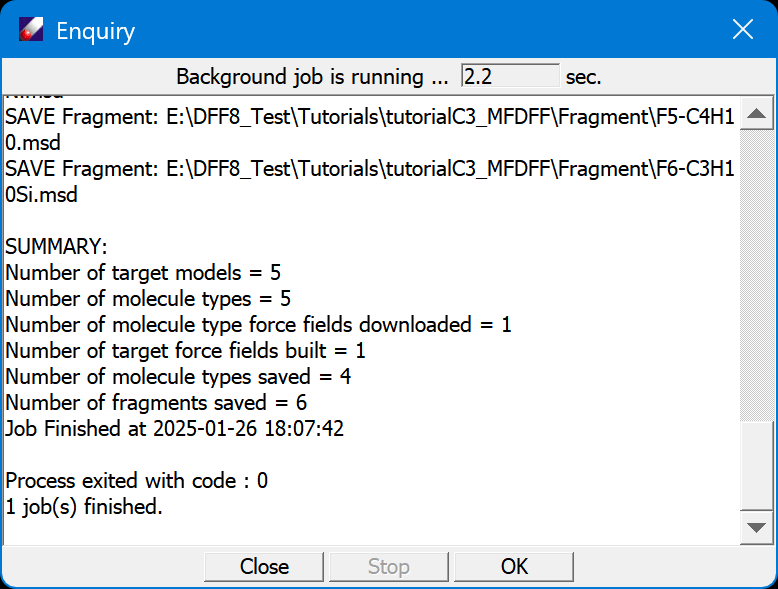 Enquiry
Background job is running ... 2.2 sec.
SAVE Fragment: E:\DFF8_Test\Tutorials\tutorialC3_MFDFF\Fragment\F5-C4H1
0.msd
SAVE Fragment: E:\DFF8_Test\Tutorials\tutorialC3_MFDFF\Fragment\F6-C3H1
0Si.msd
SUMMARY:
Number of target models = 5
Number of molecule types = 5
Number of molecule type force fields downloaded = 1
Number of target force fields built = 1
Number of molecule types saved = 4
Number of fragments saved = 6
Job Finished at 2025-01-26 18:07:42
Process exited with code : 0
1 job(s) finished.
Close Stop OK